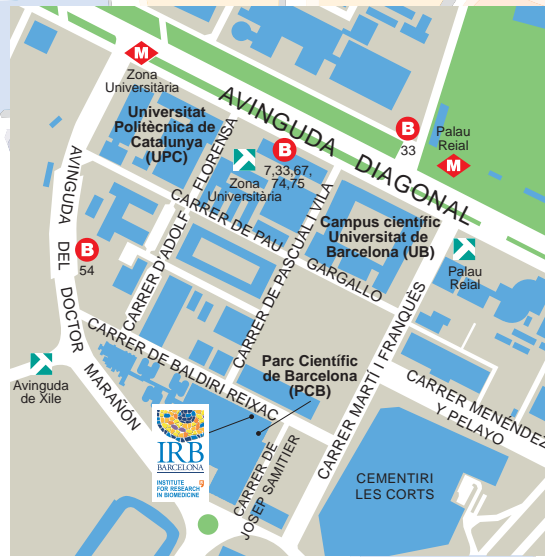 M
Zona
Universitària
Universitat
Politècnica de
Catalunya
(UPC)
AVINGUDA DIAGONAL
B
33
Palau
Reial
M
B
7,33,67,
74,75
Zona
Universitària
CARRER D'ADOLF FLORENSA
AVINGUDA DEL DOCTOR MARAÑÓN
B
54
CARRER DE PAU GARGALLO
CARRER DE PASCUAL I VILA
Campus científic
Universitat de
Barcelona (UB)
Palau
Reial
CARRER DE BALDIRI REIXAC
Parc Científic
de Barcelona
(PCB)
CARRER MARTÍ I FRANQUÈS
CARRER MENÉNDEZ
Y PELAYO
Avinguda
de Xile
IRB
BARCELONA
INSTITUTE
FOR RESEARCH
IN BIOMEDICINE
CARRER DE
JOSEP SAMITIER
CEMENTIRI
LES CORTS